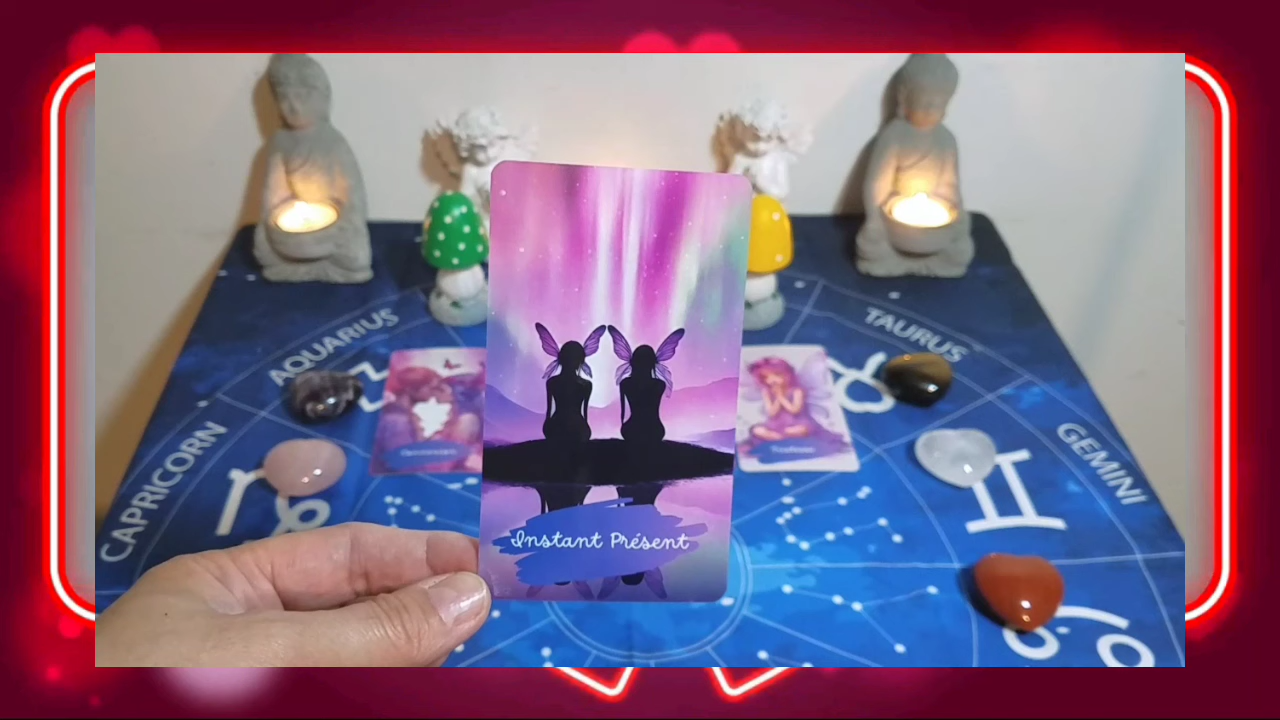 AQUARIUS
TAURUS
CAPRICORN
GEMINI
Instant Présent